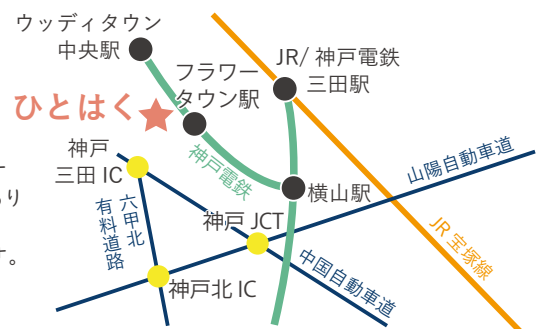 ウッディタウン
中央駅
JR/ 神戸電鉄
三田駅
フラワー
タウン駅
ひとはく
神戸
三田 IC
神戸電鉄
山陽自動車道
横山駅
六甲北
有料道路
神戸 JCT
JR 宝塚線
中国自動車道
神戸北 IC
り
す。